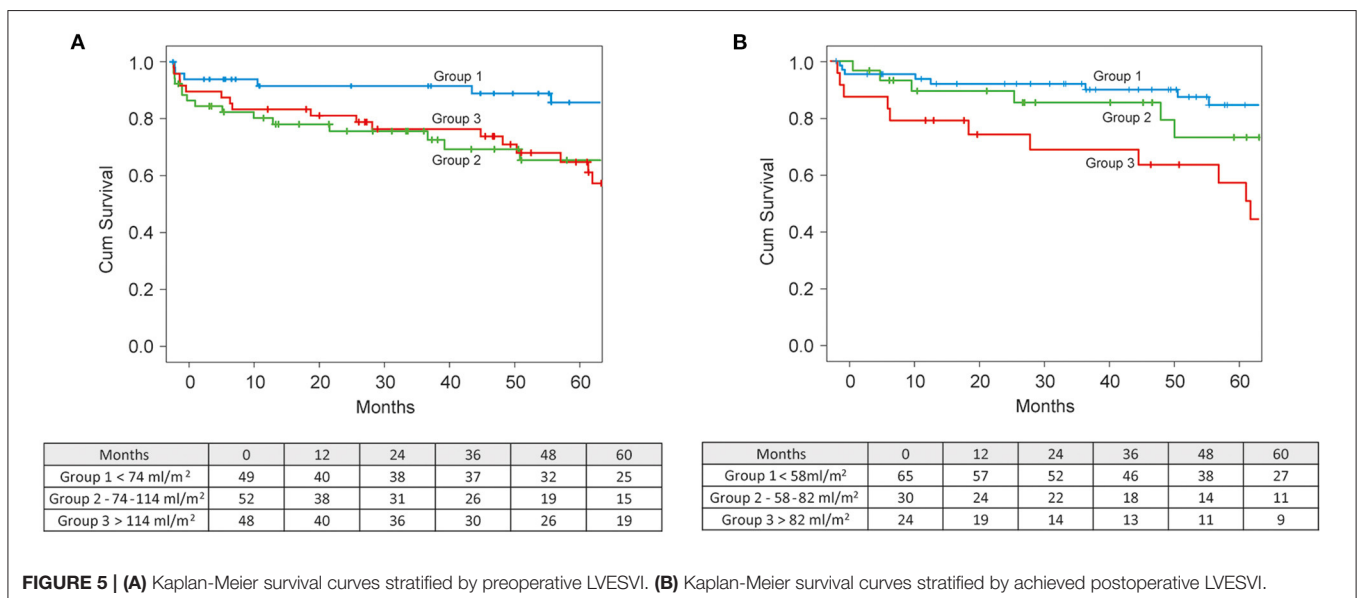 A
1.0
0.8
0.6
0.4
0.2
0.0
Cum Survival
Group 1
Group 3
Group 2
0 10 20 30 40 50 60
Months
Months 0 12 24 36 48 60
Group 1 < 74 ml/m² 49 40 38 37 32 25
Group 2 - 74-114 ml/m² 52 38 31 26 19 15
Group 3 > 114 ml/m² 48 40 36 30 26 19
B
1.0
0.8
0.6
0.4
0.2
0.0
Cum Survival
Group 1
Group 2
Group 3
0 10 20 30 40 50 60
Months
Months 0 12 24 36 48 60
Group 1 < 58ml/m² 65 57 52 46 38 27
Group 2 - 58-82 ml/m² 30 24 22 18 14 11
Group 3 > 82 ml/m² 24 19 14 13 11 9
FIGURE 5 | (A) Kaplan-Meier survival curves stratified by preoperative LVESVI. (B) Kaplan-Meier survival curves stratified by achieved postoperative LVESVI.